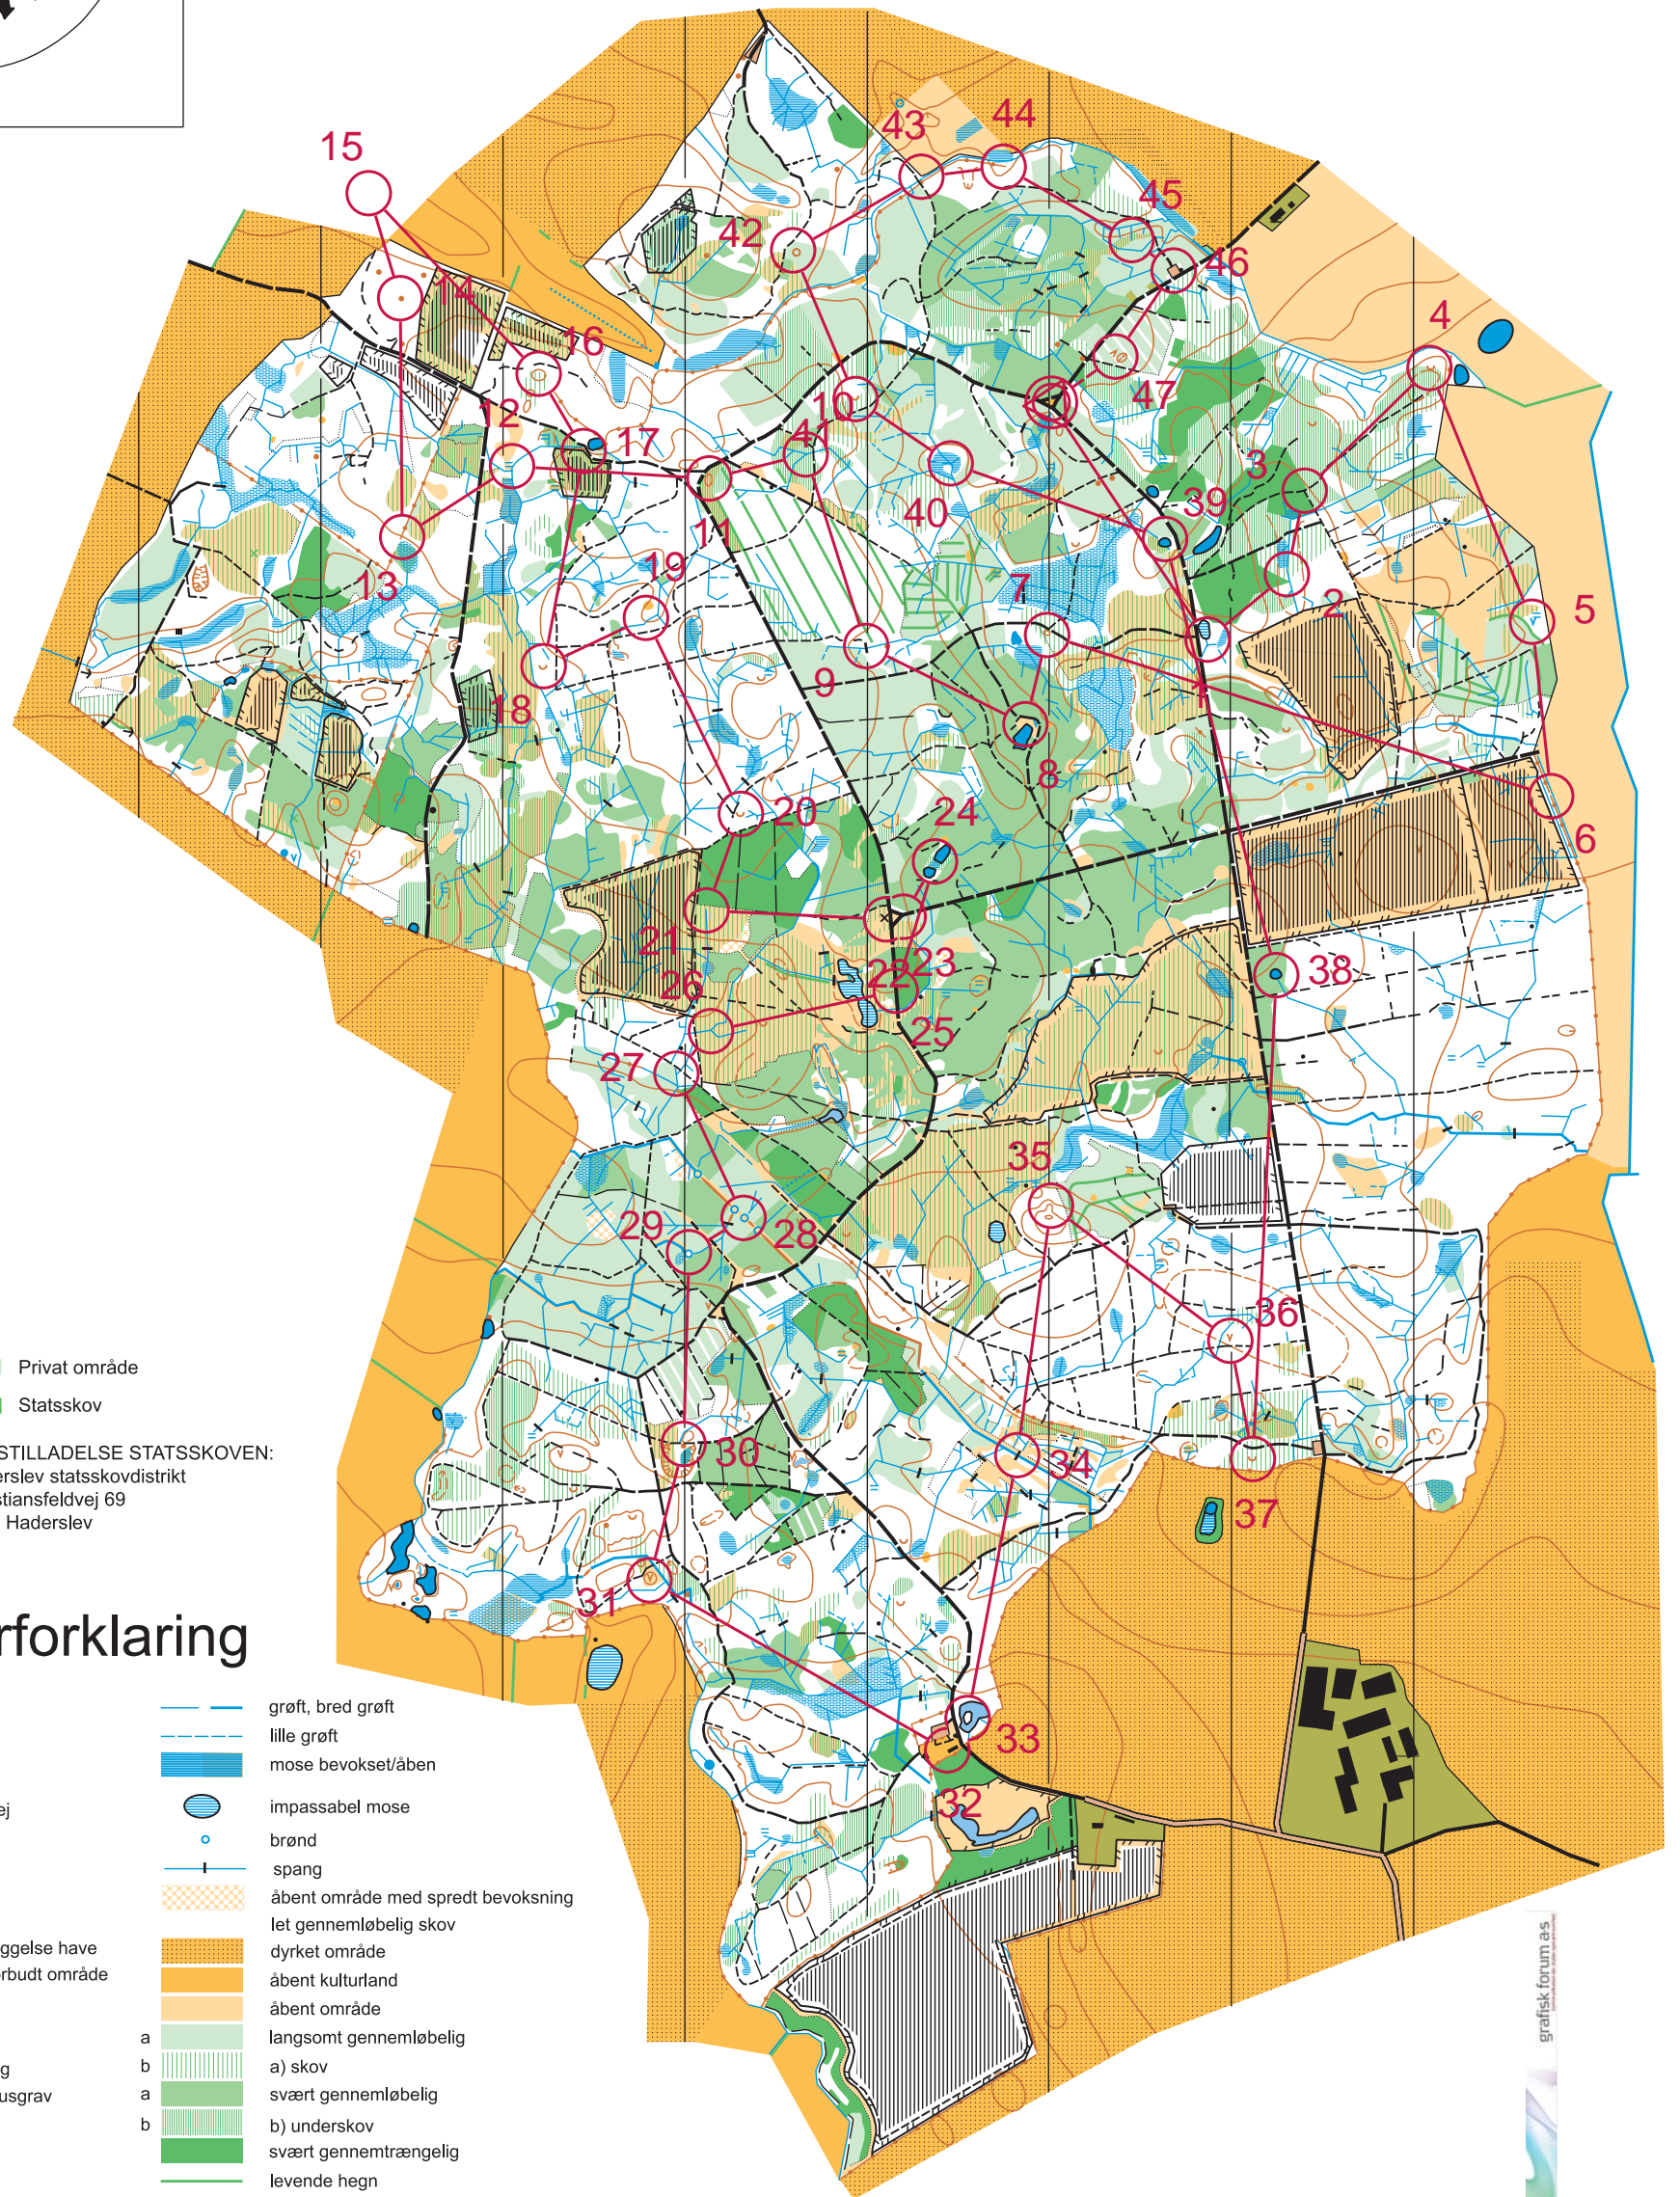 15
44
43
45
42
46
14
4
16
47
12
10
17
41
3
11
40
39
19
7
13
2
5
9
1
18
8
20
24
6
21
23
38
26
22
25
27
35
29
28
36
30
34
37
31
33
32
Privat område
Statsskov
STILLADELSE STATSSKOVEN:
erslev statsskovdistrikt
stiansfeldvej 69
Haderslev
rforklaring
grøft, bred grøft
lille grøft
mose bevokset/åben
ej
impassabel mose
brønd
spang
åbent område med spredt bevoksning
let gennemløbelig skov
ggelse have
dyrket område
rbudt område
åbent kulturland
åbent område
a
langsomt gennemløbelig
g
b
a) skov
usgrav
a
svært gennemløbelig
b
b) underskov
svært gennemtrængelig
levende hegn
grafisk forum a·s